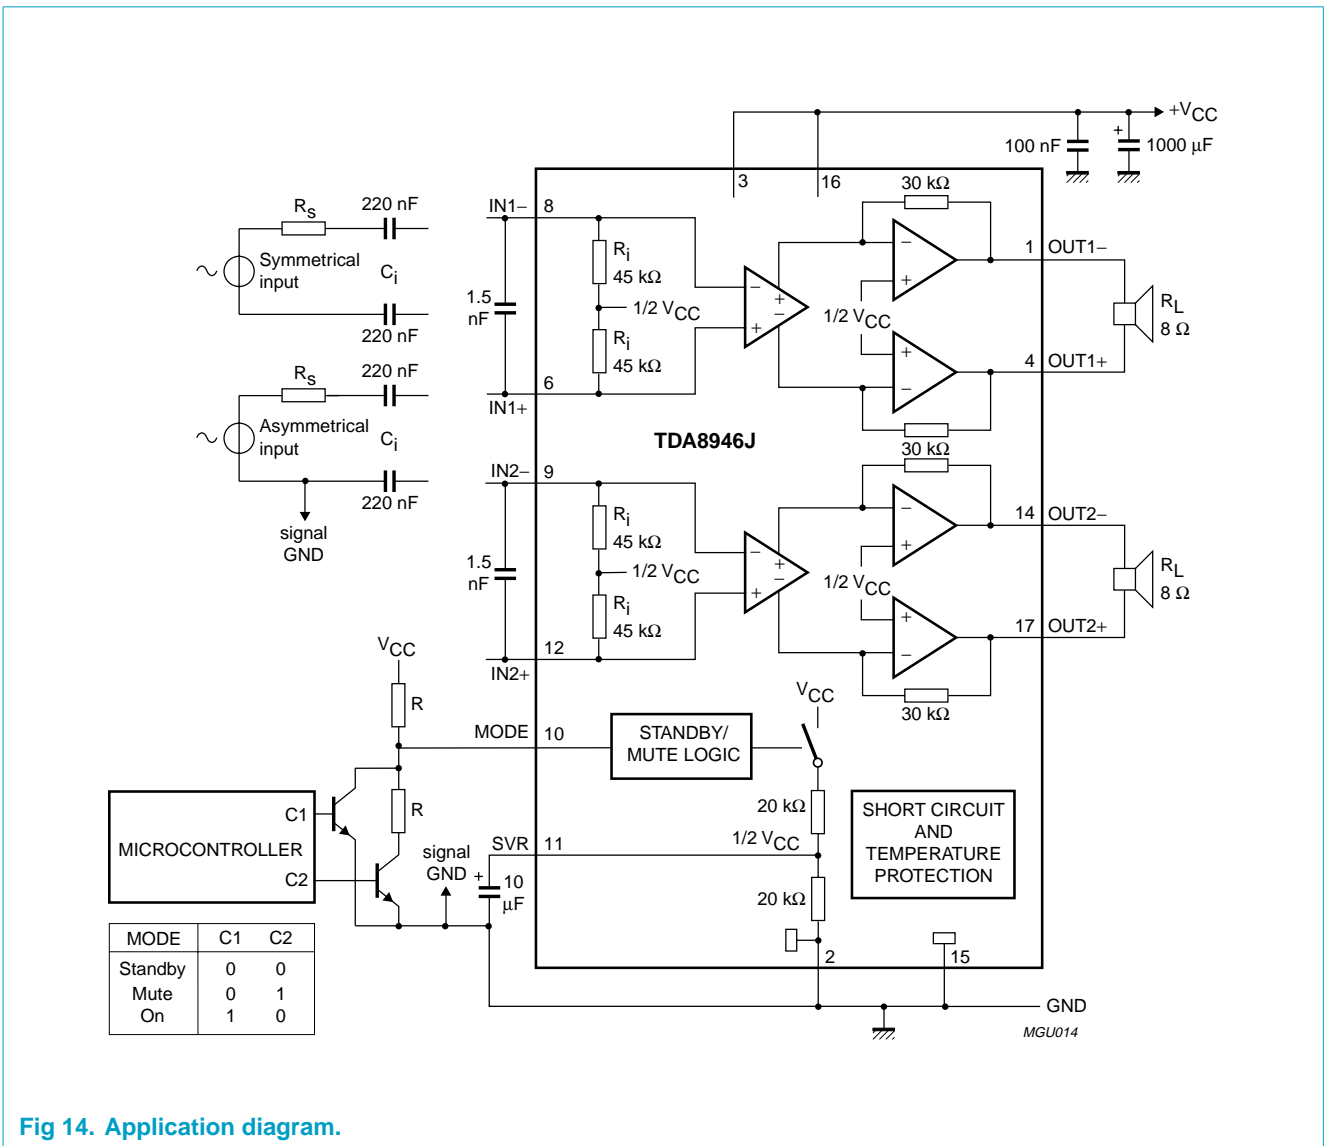 +VCC
100 nF
+
1000 µF
3
16
30 kΩ
Rs
220 nF
IN1−
8
Symmetrical
input
Ci
220 nF
Ri
45 kΩ
1.5
nF
1/2 VCC
Ri
45 kΩ
−
+
+
−
−
+
1/2 VCC
+
−
1
OUT1−
RL
8 Ω
4
OUT1+
6
IN1+
30 kΩ
Rs
220 nF
Asymmetrical
input
Ci
220 nF
signal
GND
TDA8946J
IN2−
9
30 kΩ
Ri
45 kΩ
1.5
nF
1/2 VCC
Ri
45 kΩ
−
+
+
−
−
+
1/2 VCC
+
−
14
OUT2−
RL
8 Ω
17
OUT2+
12
IN2+
30 kΩ
VCC
R
MODE
10
STANDBY/
MUTE LOGIC
VCC
R
MICROCONTROLLER
C1
C2
signal
GND
SVR
11
+
10
µF
20 kΩ
1/2 VCC
20 kΩ
SHORT CIRCUIT
AND
TEMPERATURE
PROTECTION
2
15
GND
MODE C1 C2
Standby 0 0
Mute 0 1
On 1 0
MGU014
Fig 14. Application diagram.